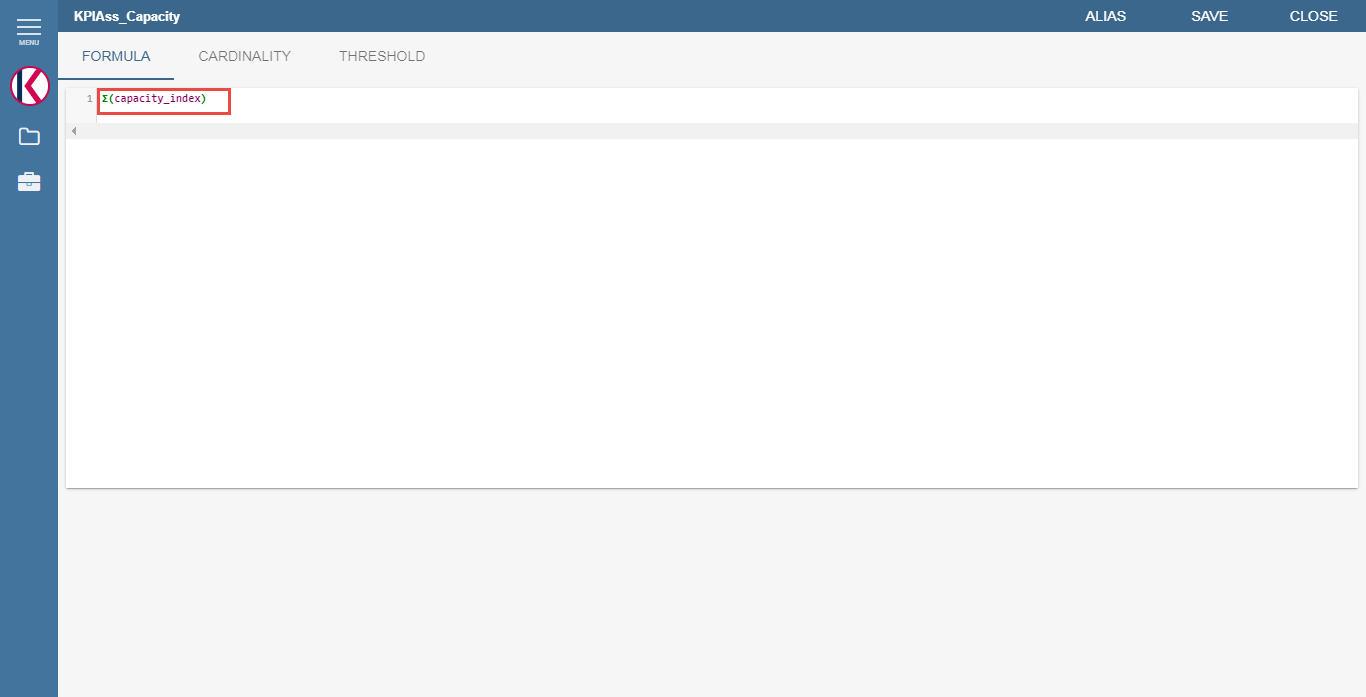 KPIAss_Capacity ALIAS SAVE CLOSE
MENU
FORMULA CARDINALITY THRESHOLD
1 Σ(capacity_index)